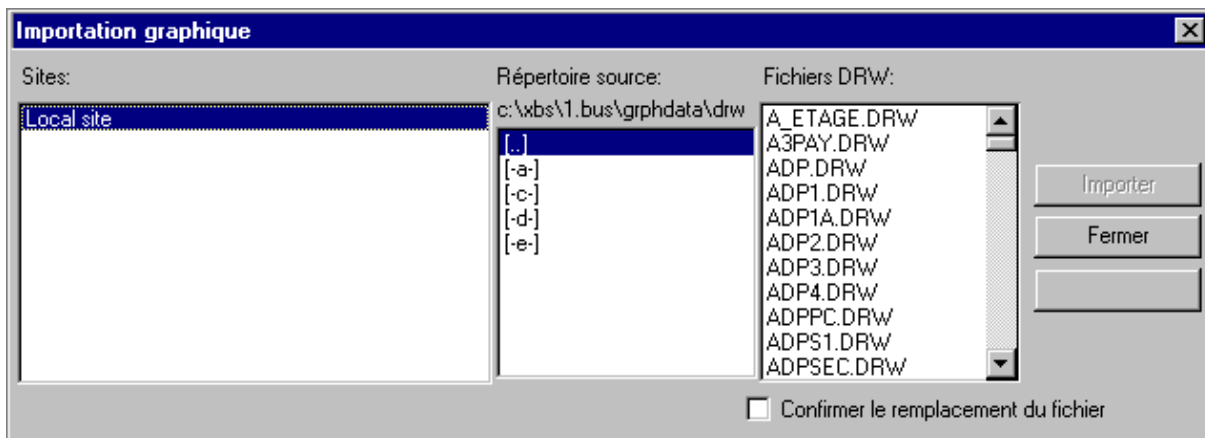 Importation graphique
Sites:
Local site
Répertoire source:
c:\xbs\1.bus\grphdata\drw
[..]
[-a-]
[-c-]
[-d-]
[-e-]
Fichiers DRW:
A_ETAGE.DRW
A3PAY.DRW
ADP.DRW
ADP1.DRW
ADP1A.DRW
ADP2.DRW
ADP3.DRW
ADP4.DRW
ADPPC.DRW
ADPS1.DRW
ADPSEC.DRW
Importer
Fermer
Confirmer le remplacement du fichier